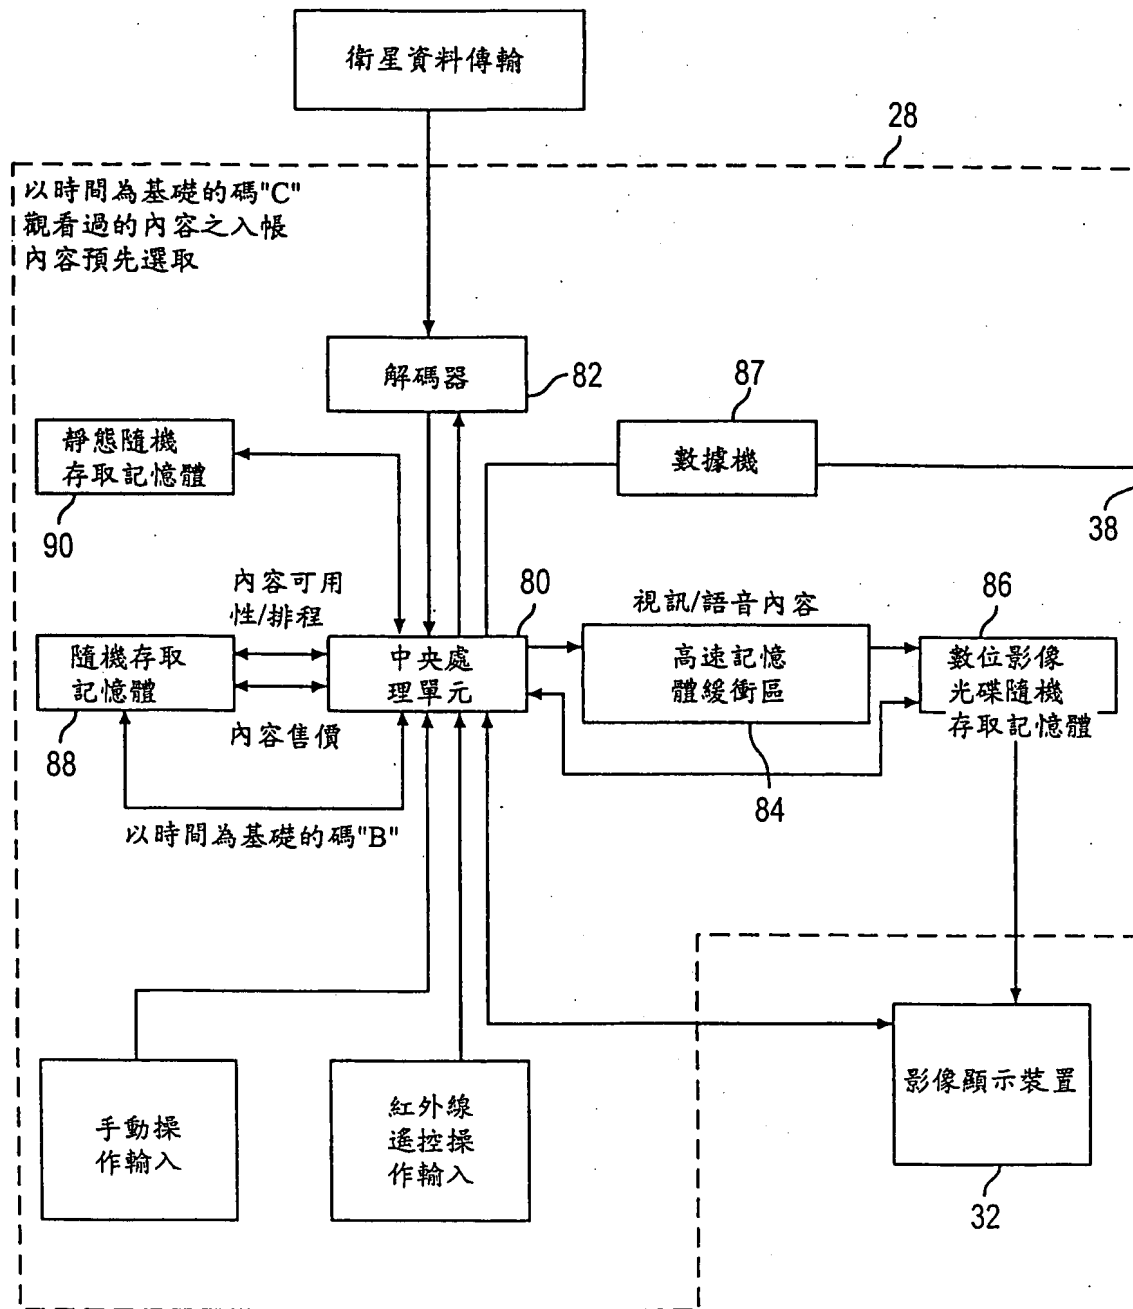 衛星資料傳輸
28
以時間為基礎的碼"C"
觀看過的內容之入帳
內容預先選取
解碼器
82
87
靜態隨機
存取記憶體
90
數據機
38
內容可用
性/排程
80
視訊/語音內容
86
隨機存取
記憶體
88
中央處
理單元
高速記憶
體緩衝區
84
數位影像
光碟隨機
存取記憶體
內容售價
以時間為基礎的碼"B"
手動操
作輸入
紅外線
遙控操
作輸入
影像顯示裝置
32